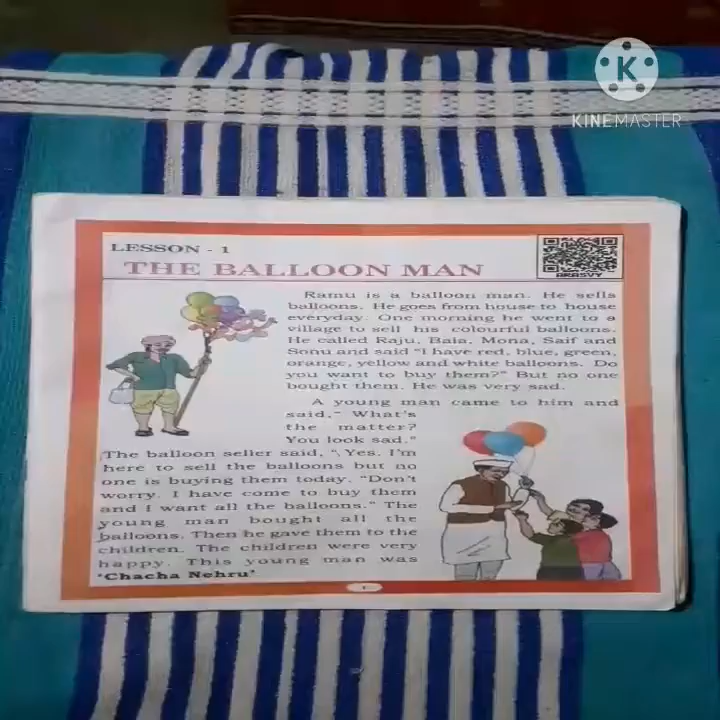 KINEMASTER
LESSON - 1
THE BALLOON MAN
Ramu is a balloon man. He sells
balloons. He goes from house to house
everyday. One morning he went to a
village to sell his colourful balloons.
He called Raju, Bala, Mona, Saif and
Sonu and said "I have red, blue, green,
orange, yellow and white balloons. Do
you want to buy them?" But no one
bought them. He was very sad.
A young man came to him and
said," What's
the matter?
You look sad."
The balloon seller said, "Yes. I'm
here to sell the balloons but no
one is buying them today. "Don't
worry. I have come to buy them
and I want all the balloons." The
young man bought all the
balloons. Then he gave them to the
children. The children were very
happy. This young man was
'Chacha Nehru'
1